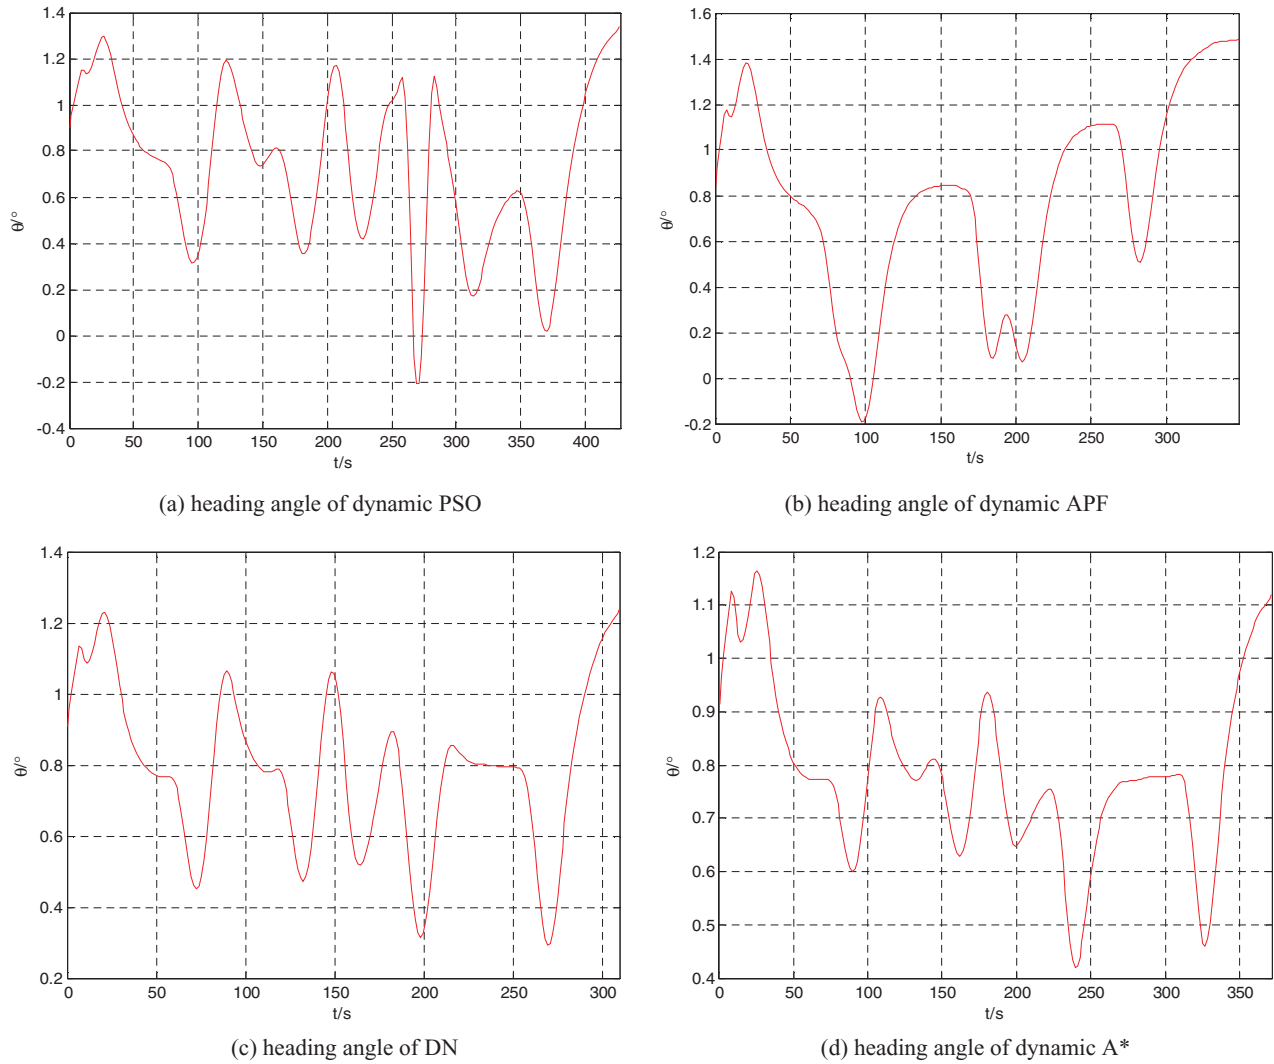 1.4
1.2
1
0.8
0.6
0.4
0.2
0
-0.2
-0.4
θ/°
0 50 100 150 200 250 300 350 400
t/s
(a) heading angle of dynamic PSO
1.6
1.4
1.2
1
0.8
0.6
0.4
0.2
0
-0.2
θ/°
0 50 100 150 200 250 300
t/s
(b) heading angle of dynamic APF
1.4
1.2
1
0.8
0.6
0.4
0.2
θ/°
0 50 100 150 200 250 300
t/s
(c) heading angle of DN
1.2
1.1
1
0.9
0.8
0.7
0.6
0.5
0.4
θ/°
0 50 100 150 200 250 300 350
t/s
(d) heading angle of dynamic A*